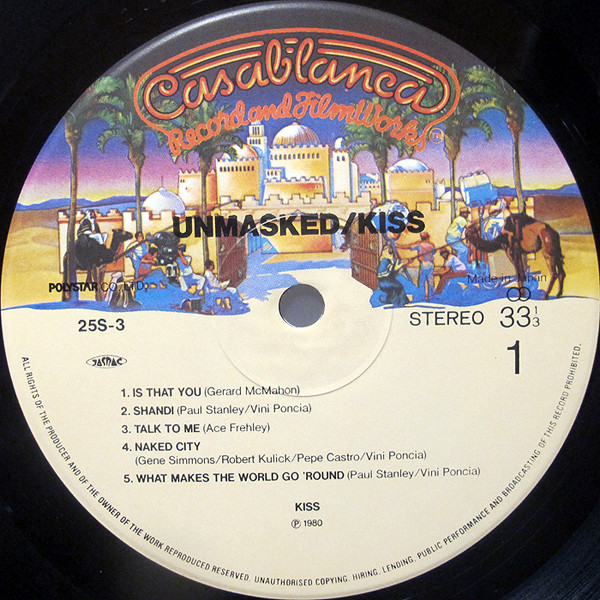 Casablanca
Record and FilmWorks
TM
UNMASKED/KISS
POLYSTAR CO., LTD.
Made in Japan
25S-3
STEREO 33 1/3
JASRAC
1
1. IS THAT YOU (Gerard McMahon)
2. SHANDI (Paul Stanley/Vini Poncia)
3. TALK TO ME (Ace Frehley)
4. NAKED CITY
(Gene Simmons/Robert Kulick/Pepe Castro/Vini Poncia)
5. WHAT MAKES THE WORLD GO 'ROUND (Paul Stanley/Vini Poncia)
KISS
Ⓟ 1980
ALL RIGHTS OF THE PRODUCER AND OF THE OWNER OF THE WORK REPRODUCED RESERVED. UNAUTHORISED COPYING, HIRING, LENDING, PUBLIC PERFORMANCE AND BROADCASTING OF THIS RECORD PROHIBITED.